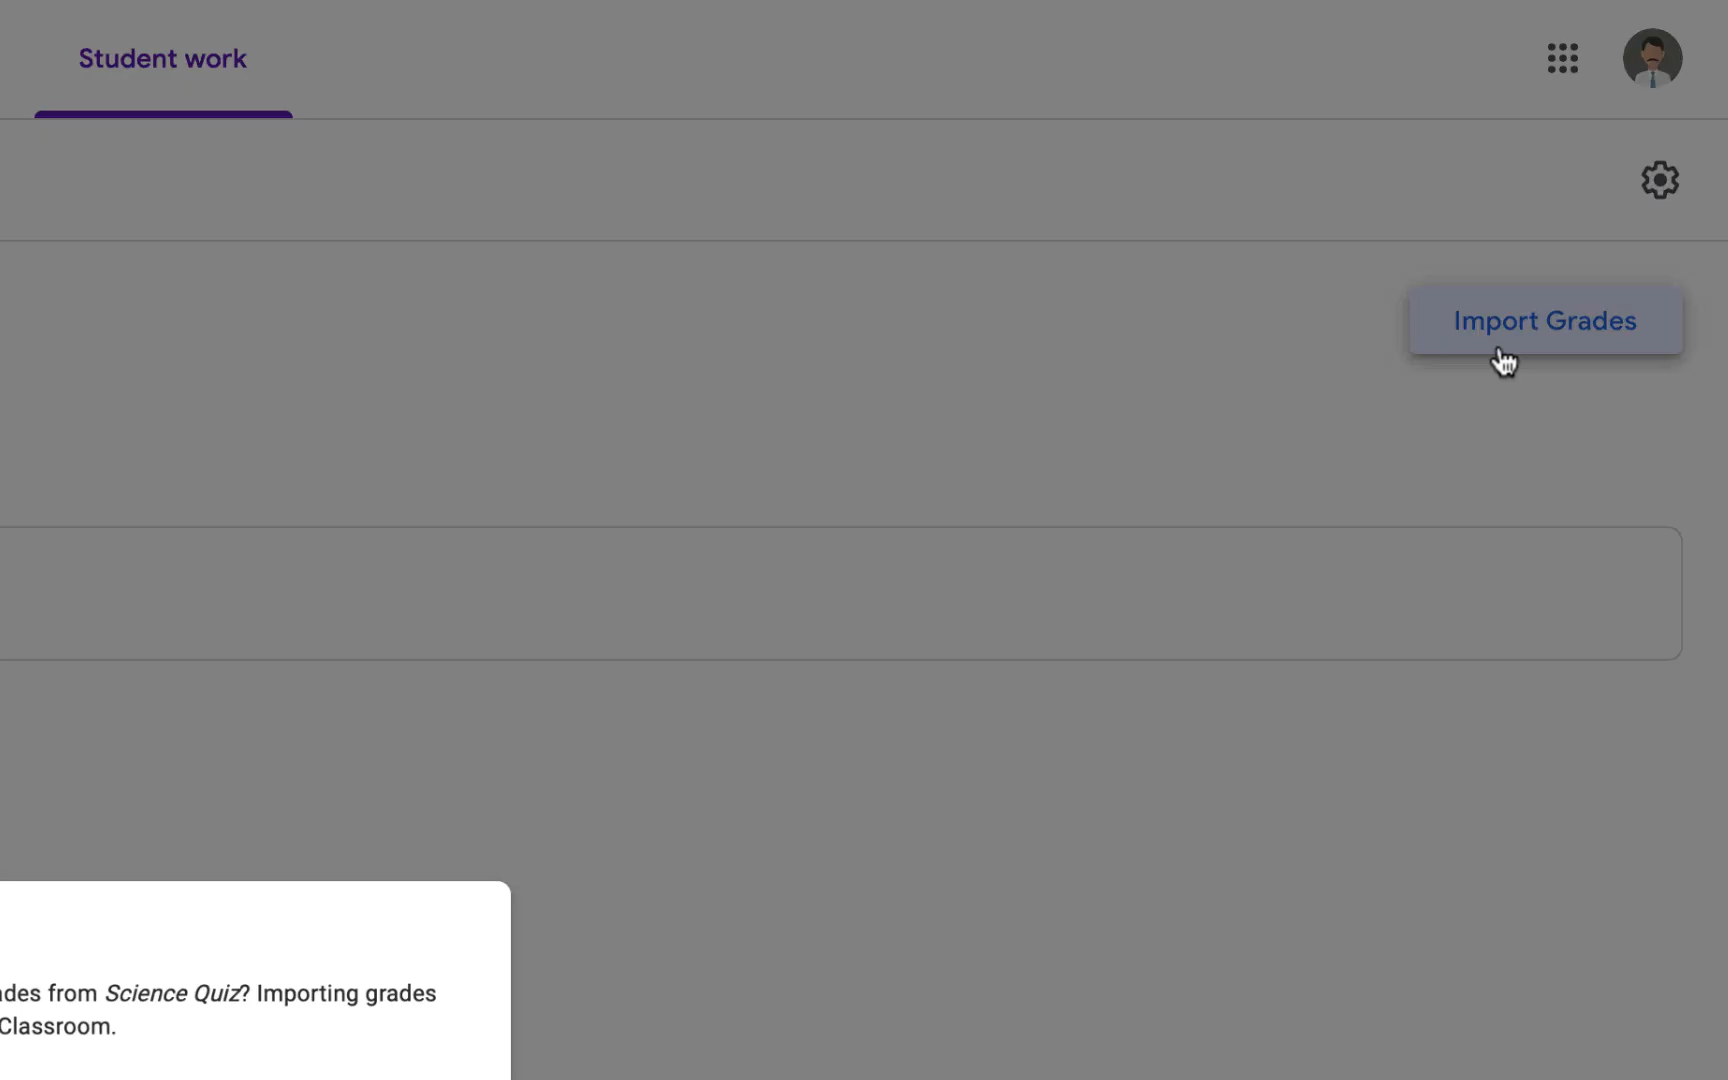 Student work
Import Grades
ades from Science Quiz? Importing grades
Classroom.